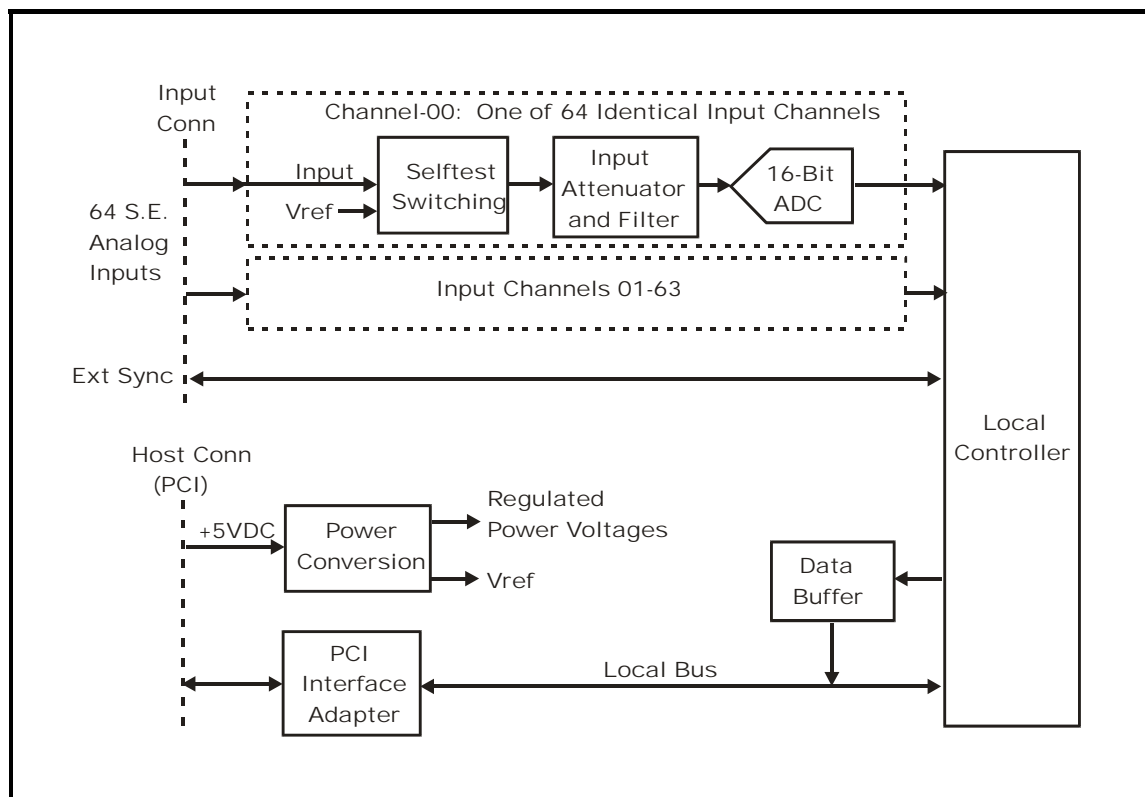 Input
Conn
Channel-00: One of 64 Identical Input Channels
Input
Vref
Selftest
Switching
Input
Attenuator
and Filter
16-Bit
ADC
64 S.E.
Analog
Inputs
Input Channels 01-63
Ext Sync
Local
Controller
Host Conn
(PCI)
+5VDC
Power
Conversion
Regulated
Power Voltages
Vref
Data
Buffer
PCI
Interface
Adapter
Local Bus